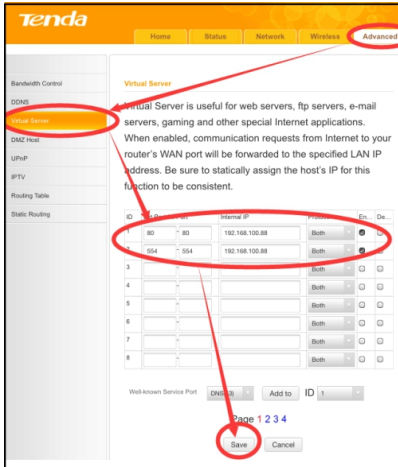 Tenda
Home Status Network Wireless Advanced
Bandwidth Control
DDNS
Virtual Server
DMZ Host
UPnP
IPTV
Routing Table
Static Routing
Virtual Server
Virtual Server is useful for web servers, ftp servers, e-mail
servers, gaming and other special Internet applications.
When enabled, communication requests from Internet to your
router's WAN port will be forwarded to the specified LAN IP
address. Be sure to statically assign the host's IP for this
function to be consistent.
ID Internal IP En... De...
1 80 - 80 192.168.100.88 Both
2 554 - 554 192.168.100.88 Both
3 - Both
4 - Both
5 - Both
6 - Both
7 - Both
8 - Both
Well-known Service Port Add to ID 1
Page 1 2 3 4
Save Cancel